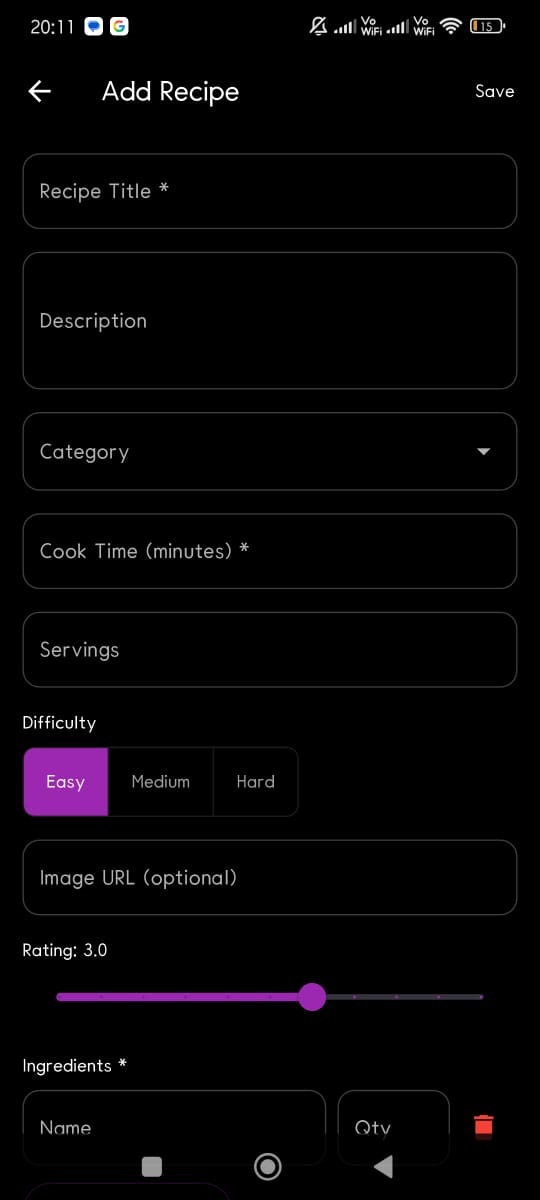 20:11 Vo WiFi Vo WiFi 15
Add Recipe Save
Recipe Title *
Description
Category
Cook Time (minutes) *
Servings
Difficulty
Easy Medium Hard
Image URL (optional)
Rating: 3.0
Ingredients *
Name Qty